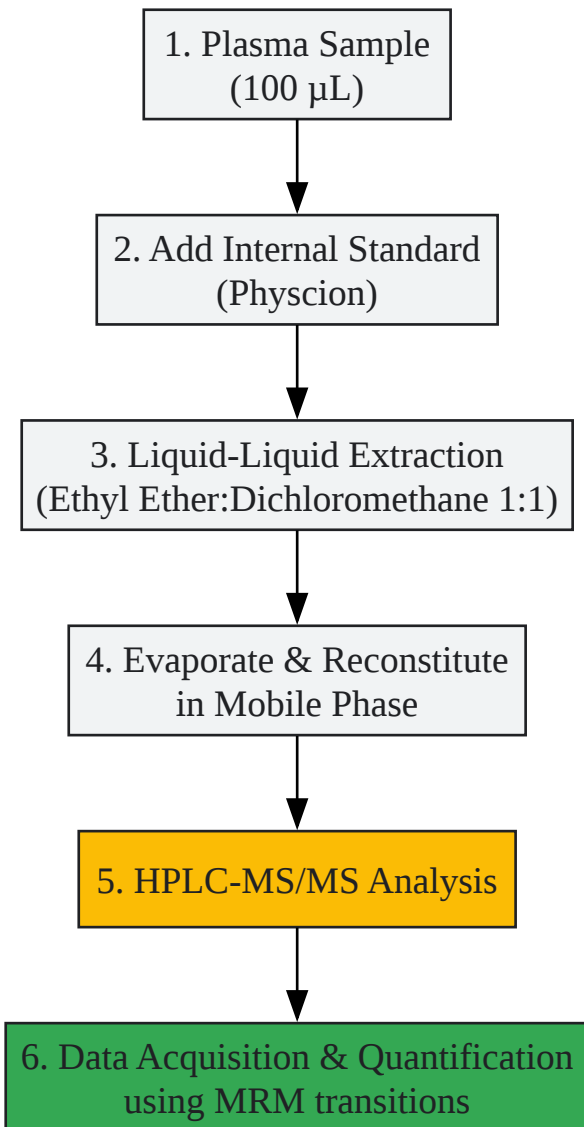 1. Plasma Sample
(100 µL)
2. Add Internal Standard
(Physcion)
3. Liquid-Liquid Extraction
(Ethyl Ether:Dichloromethane 1:1)
4. Evaporate & Reconstitute
in Mobile Phase
5. HPLC-MS/MS Analysis
6. Data Acquisition & Quantification
using MRM transitions